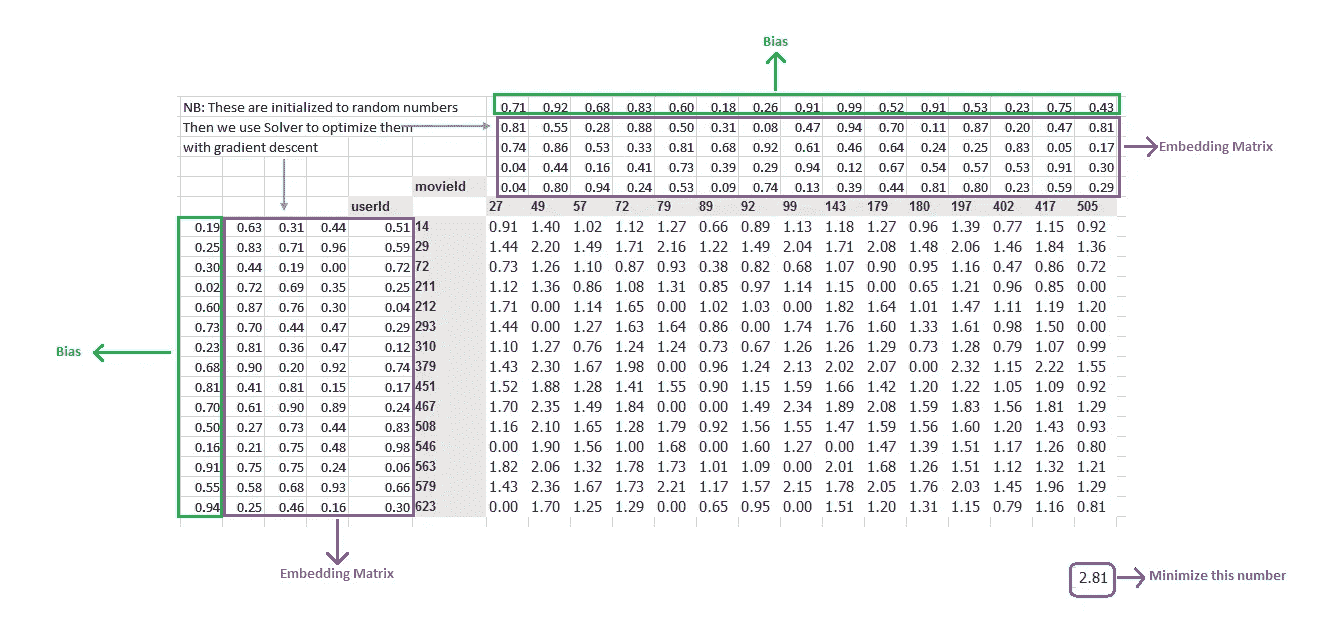 Bias
NB: These are initialized to random numbers 0.71 0.92 0.68 0.83 0.60 0.18 0.26 0.91 0.99 0.52 0.91 0.53 0.23 0.75 0.43
Then we use Solver to optimize them 0.81 0.55 0.28 0.88 0.50 0.31 0.08 0.47 0.94 0.70 0.11 0.87 0.20 0.47 0.81
with gradient descent 0.74 0.86 0.53 0.33 0.81 0.68 0.92 0.61 0.46 0.64 0.24 0.25 0.83 0.05 0.17 Embedding Matrix
0.04 0.44 0.16 0.41 0.73 0.39 0.29 0.94 0.12 0.67 0.54 0.57 0.53 0.91 0.30
movieId 0.04 0.80 0.94 0.24 0.53 0.09 0.74 0.13 0.39 0.44 0.81 0.80 0.23 0.59 0.29
userId 27 49 57 72 79 89 92 99 143 179 180 197 402 417 505
0.19 0.63 0.31 0.44 0.51 14 0.91 1.40 1.02 1.12 1.27 0.66 0.89 1.13 1.18 1.27 0.96 1.39 0.77 1.15 0.92
0.25 0.83 0.71 0.96 0.59 29 1.44 2.20 1.49 1.71 2.16 1.22 1.49 2.04 1.71 2.08 1.48 2.06 1.46 1.84 1.36
0.30 0.44 0.19 0.00 0.72 72 0.73 1.26 1.10 0.87 0.93 0.38 0.82 0.68 1.07 0.90 0.95 1.16 0.47 0.86 0.72
0.02 0.72 0.69 0.35 0.25 211 1.12 1.36 0.86 1.08 1.31 0.85 0.97 1.14 1.15 0.00 0.65 1.21 0.96 0.85 0.00
0.60 0.87 0.76 0.30 0.04 212 1.71 0.00 1.14 1.65 0.00 1.02 1.03 0.00 1.82 1.64 1.01 1.47 1.11 1.19 1.20
0.73 0.70 0.44 0.47 0.29 293 1.44 0.00 1.27 1.63 1.64 0.86 0.00 1.74 1.76 1.60 1.33 1.61 0.98 1.50 0.00
Bias 0.23 0.81 0.36 0.47 0.12 310 1.10 1.27 0.76 1.24 1.24 0.73 0.67 1.26 1.26 1.29 0.73 1.28 0.79 1.07 0.99
0.68 0.90 0.20 0.92 0.74 379 1.43 2.30 1.67 1.98 0.00 0.96 1.24 2.13 2.02 2.07 0.00 2.32 1.15 2.22 1.55
0.81 0.41 0.81 0.15 0.17 451 1.52 1.88 1.28 1.41 1.55 0.90 1.15 1.59 1.66 1.42 1.20 1.22 1.05 1.09 0.92
0.70 0.61 0.90 0.89 0.24 467 1.70 2.35 1.49 1.84 0.00 0.00 1.49 2.34 1.89 2.08 1.59 1.83 1.56 1.81 1.29
0.50 0.27 0.73 0.44 0.83 508 1.16 2.10 1.65 1.28 1.79 0.92 1.56 1.55 1.47 1.59 1.56 1.60 1.20 1.43 0.93
0.16 0.21 0.75 0.48 0.98 546 0.00 1.90 1.56 1.00 1.68 0.00 1.60 1.27 0.00 1.47 1.39 1.51 1.17 1.26 0.80
0.91 0.75 0.75 0.24 0.06 563 1.82 2.06 1.32 1.78 1.73 1.01 1.09 0.00 2.01 1.68 1.26 1.51 1.12 1.32 1.21
0.55 0.58 0.68 0.93 0.66 579 1.43 2.36 1.67 1.73 2.21 1.17 1.57 2.15 1.78 2.05 1.76 2.03 1.45 1.96 1.29
0.94 0.25 0.46 0.16 0.30 623 0.00 1.70 1.25 1.29 0.00 0.65 0.95 0.00 1.51 1.20 1.31 1.15 0.79 1.16 0.81
Embedding Matrix
2.81 Minimize this number